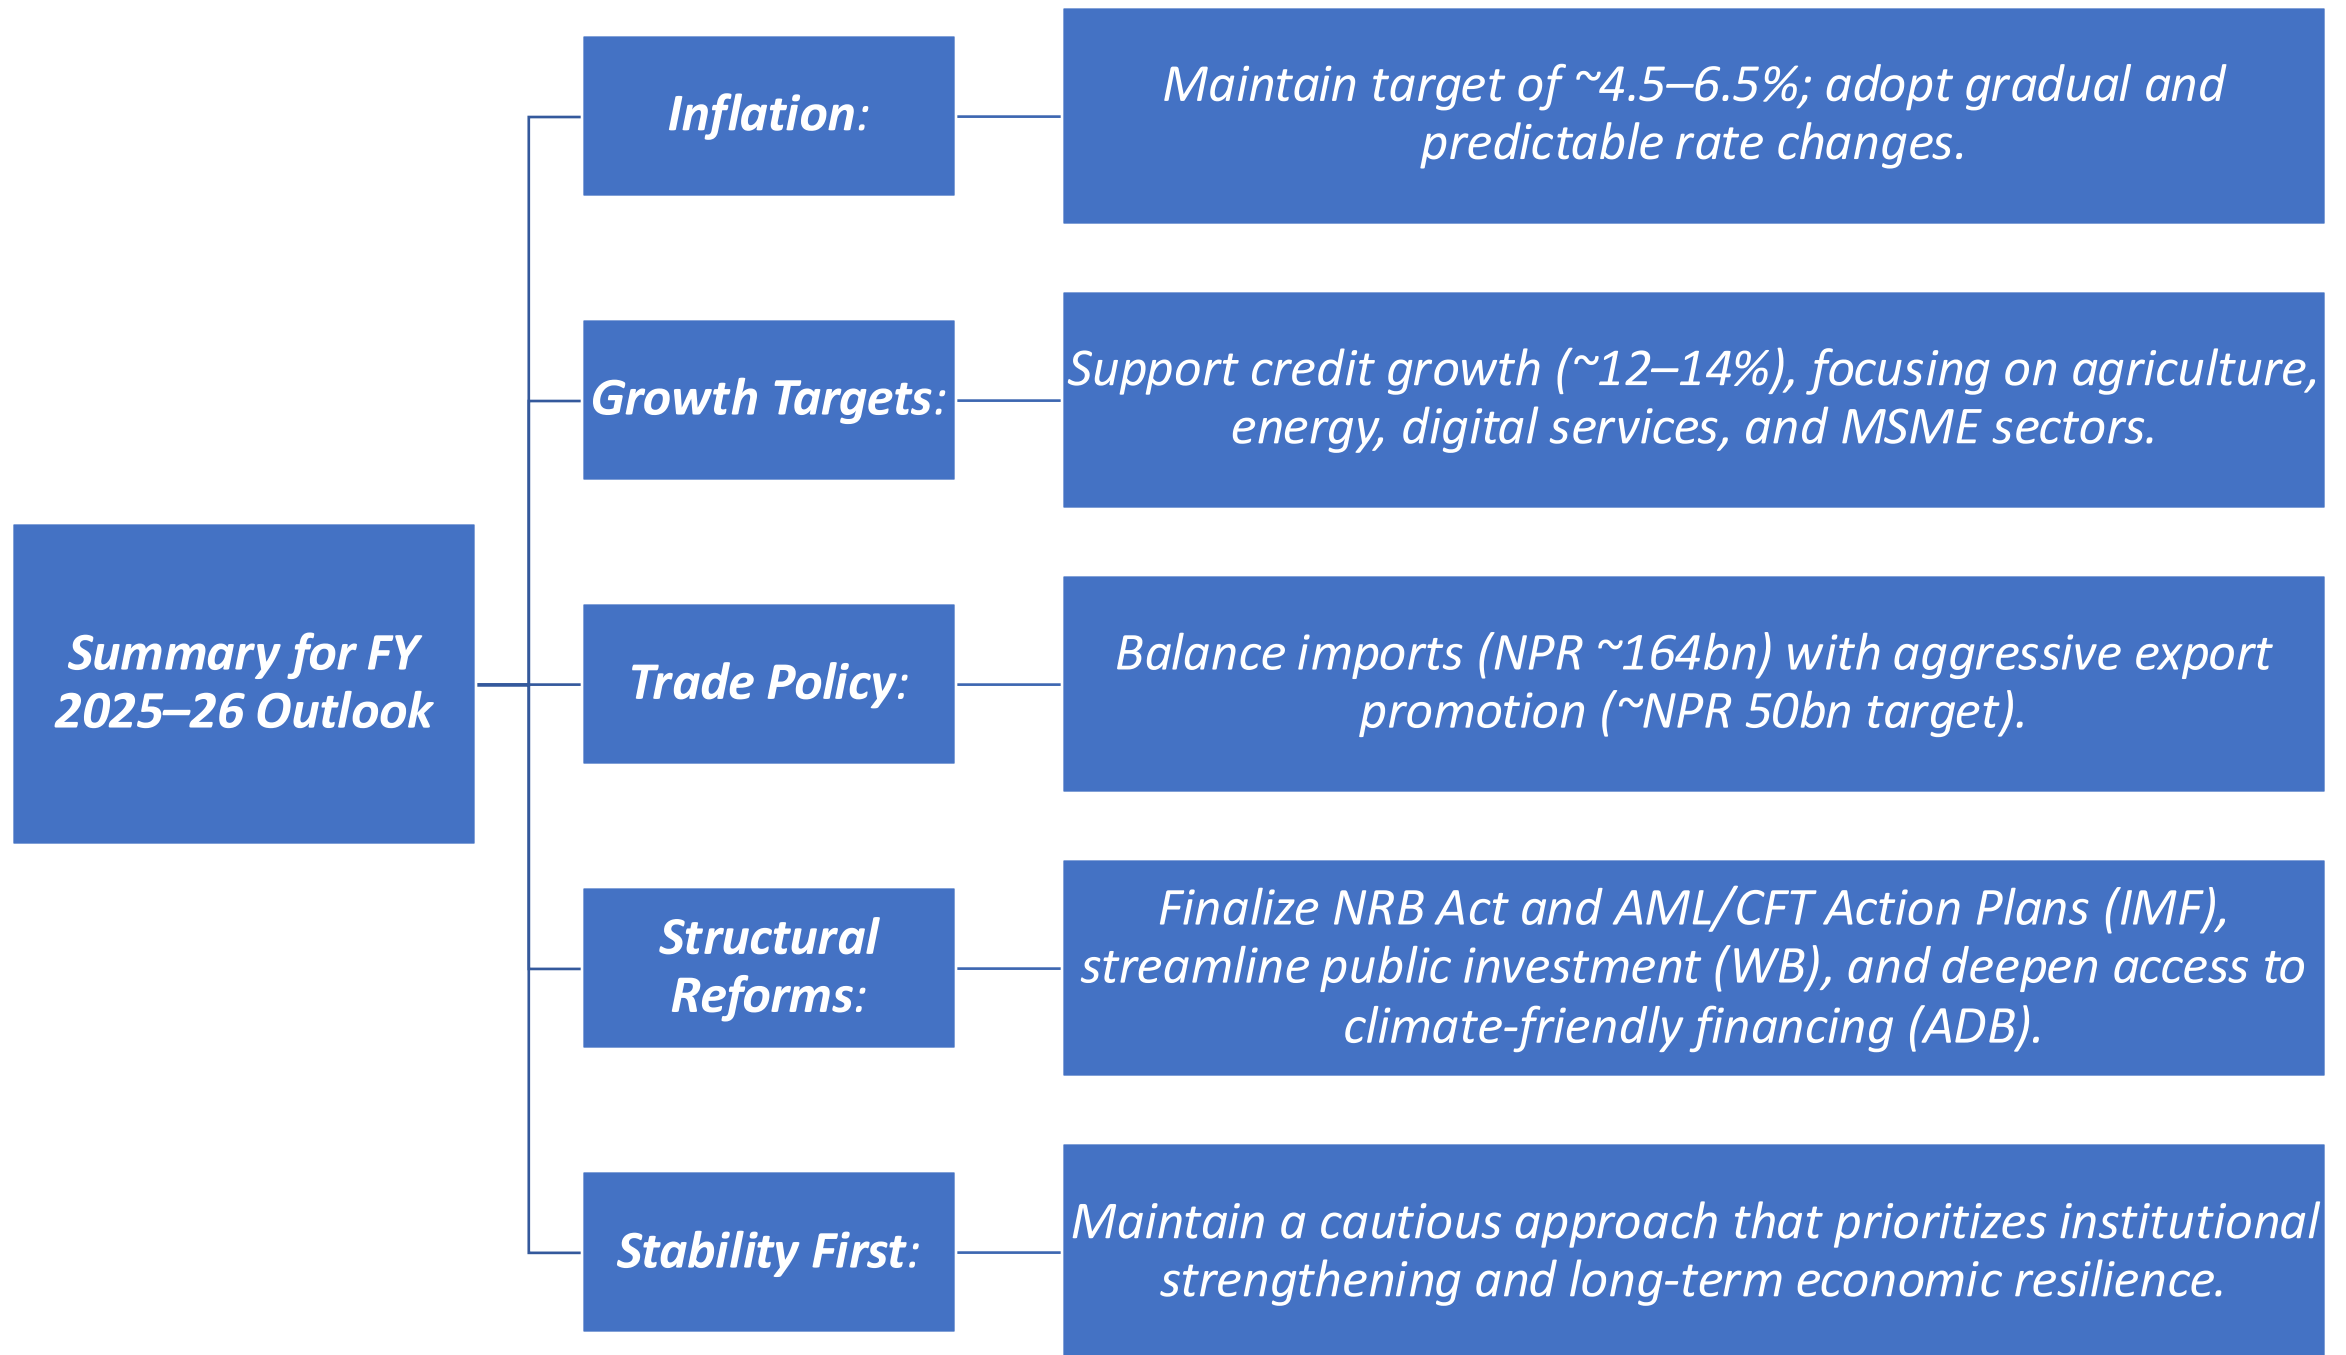 Summary for FY
2025–26 Outlook
Inflation:
Maintain target of ~4.5–6.5%; adopt gradual and
predictable rate changes.
Growth Targets:
Support credit growth (~12–14%), focusing on agriculture,
energy, digital services, and MSME sectors.
Trade Policy:
Balance imports (NPR ~164bn) with aggressive export
promotion (~NPR 50bn target).
Structural
Reforms:
Finalize NRB Act and AML/CFT Action Plans (IMF),
streamline public investment (WB), and deepen access to
climate-friendly financing (ADB).
Stability First:
Maintain a cautious approach that prioritizes institutional
strengthening and long-term economic resilience.